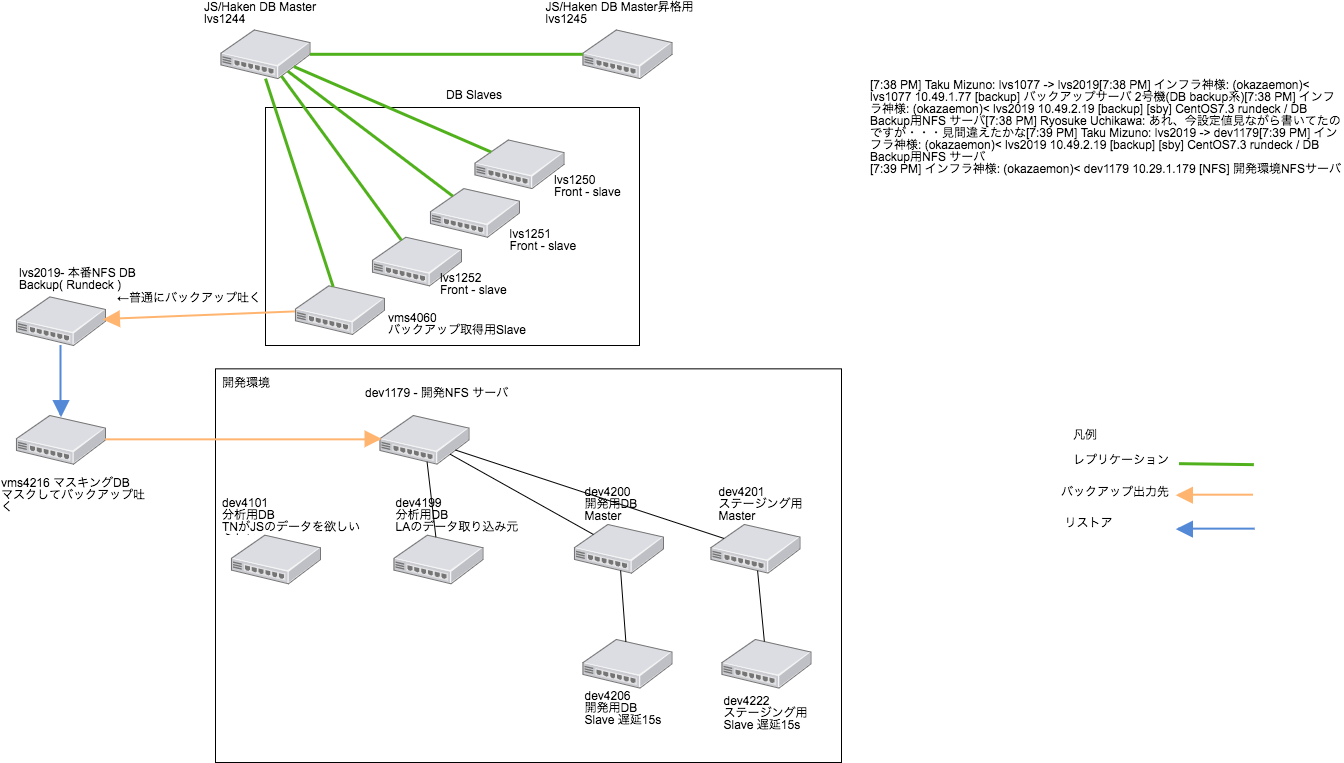 JS/Haken DB Master
lvs1244
JS/Haken DB Master昇格用
lvs1245
[7:38 PM] Taku Mizuno: lvs1077 -> lvs2019[7:38 PM] インフラ神様: (okazaemon)<
lvs1077 10.49.1.77 [backup] バックアップサーバ 2号機(DB backup系)[7:38 PM] インフ
ラ神様: (okazaemon)< lvs2019 10.49.2.19 [backup] [sby] CentOS7.3 rundeck / DB
Backup用NFS サーバ[7:38 PM] Ryosuke Uchikawa: あれ、今設定値見ながら書いてたの
ですが・・・見間違えたかな[7:39 PM] Taku Mizuno: lvs2019 -> dev1179[7:39 PM] イン
フラ神様: (okazaemon)< lvs2019 10.49.2.19 [backup] [sby] CentOS7.3 rundeck / DB
Backup用NFS サーバ
[7:39 PM] インフラ神様: (okazaemon)< dev1179 10.29.1.179 [NFS] 開発環境NFSサーバ
DB Slaves
lvs1250
Front - slave
lvs1251
Front - slave
lvs1252
Front - slave
vms4060
バックアップ取得用Slave
lvs2019- 本番NFS DB
Backup( Rundeck )
←普通にバックアップ吐く
vms4216 マスキングDB
マスクしてバックアップ吐
く
開発環境
dev1179 - 開発NFS サーバ
dev4101
分析用DB
TNがJSのデータを欲しい
dev4199
分析用DB
LAのデータ取り込み元
dev4200
開発用DB
Master
dev4201
ステージング用
Master
dev4206
開発用DB
Slave 遅延15s
dev4222
ステージング用
Slave 遅延15s
凡例
レプリケーション
バックアップ出力先
リストア